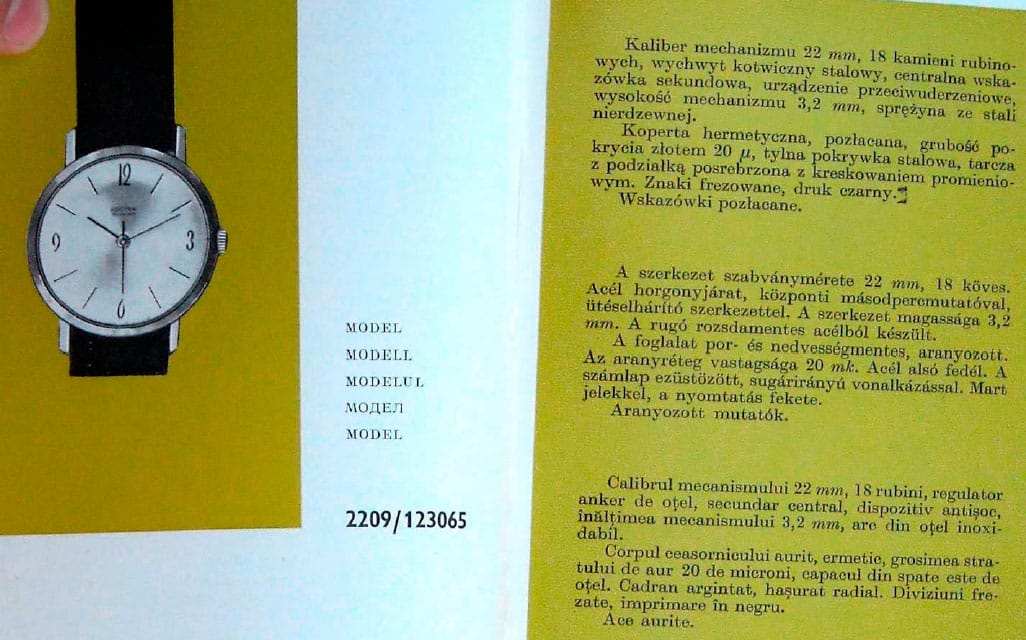 12
3
6
9
MODEL
MODELL
MODELUL
МОДЕЛ
MODEL
2209/123065
Kaliber mechanizmu 22 mm, 18 kamieni rubino-
wych, wychwyt kotwiczny stalowy, centralna wska-
zówka sekundowa, urządzenie przeciwuderzeniowe,
wysokość mechanizmu 3,2 mm, sprężyna ze stali
nierdzewnej.
Koperta hermetyczna, pozłacana, grubość po-
krycia złotem 20 μ, tylna pokrywka stalowa, tarcza
z podziałką posrebrzona z kreskowaniem promienio-
wym. Znaki frezowane, druk czarny.
Wskazówki pozłacane.
A szerkezet szabványmérete 22 mm, 18 köves.
Acél horgonyjárat, központi másodpercmutatóval,
ütéselhárító szerkezettel. A szerkezet magassága 3,2
mm. A rugó rozsdamentes acélból készült.
A foglalat por- és nedvességmentes, aranyozott.
Az aranyréteg vastagsága 20 mk. Acél alsó fedél. A
számlap ezüstözött, sugárirányú vonalkázással. Mart
jelekkel, a nyomtatás fekete.
Aranyozott mutatók.
Calibrul mecanismului 22 mm, 18 rubini, regulator
anker de oțel, secundar central, dispozitiv antișoc,
înălțimea mecanismului 3,2 mm, arc din oțel inoxi-
dabil.
Corpul ceasornicului aurit, ermetic, grosimea stra-
tului de aur 20 de microni, capacul din spate este de
oțel. Cadran argintat, hașurat radial. Diviziuni fre-
zate, imprimare în negru.
Ace aurite.